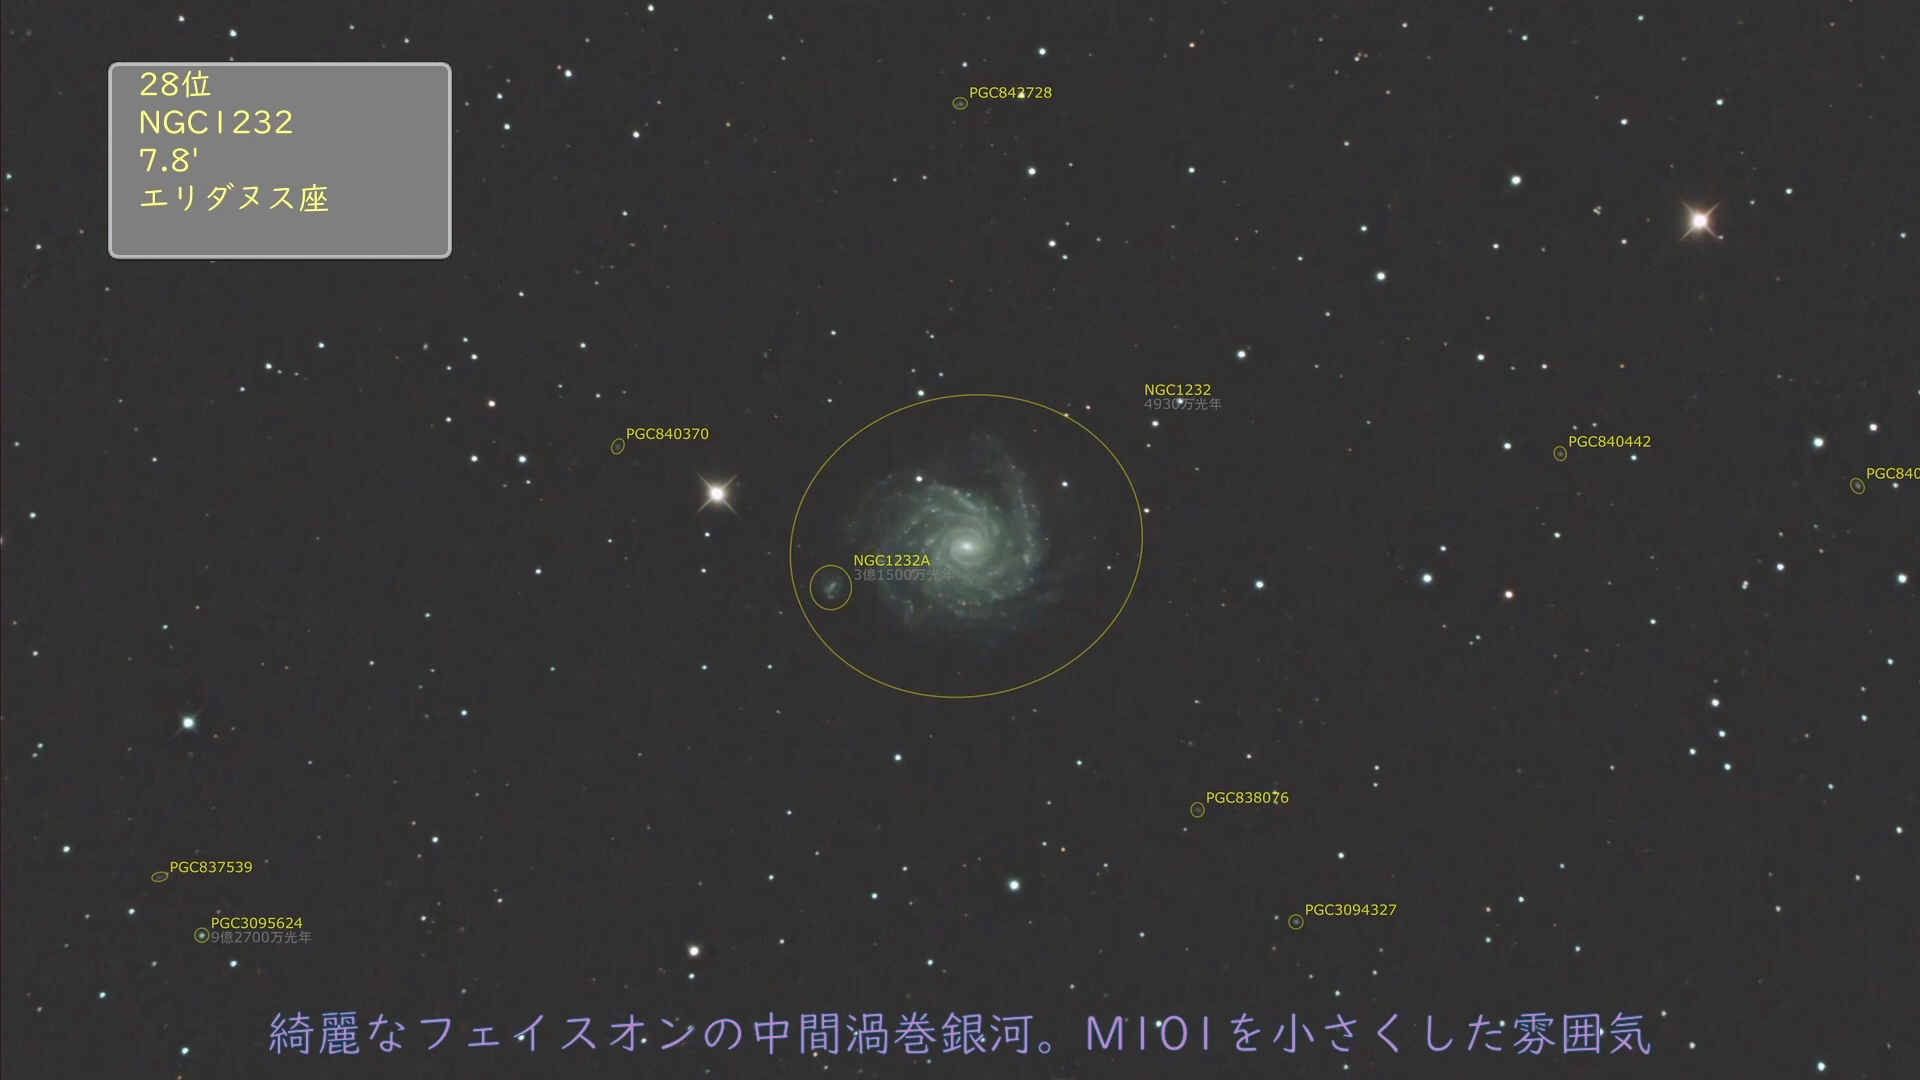 28位
NGC1232
7.8'
エリダヌス座
PGC842728
NGC1232
4930万光年
PGC840370
PGC840442
PGC840
NGC1232A
3億1500万光年
PGC838076
PGC837539
PGC3095624
9億2700万光年
PGC3094327
綺麗なフェイスオンの中間渦巻銀河。M101を小さくした雰囲気